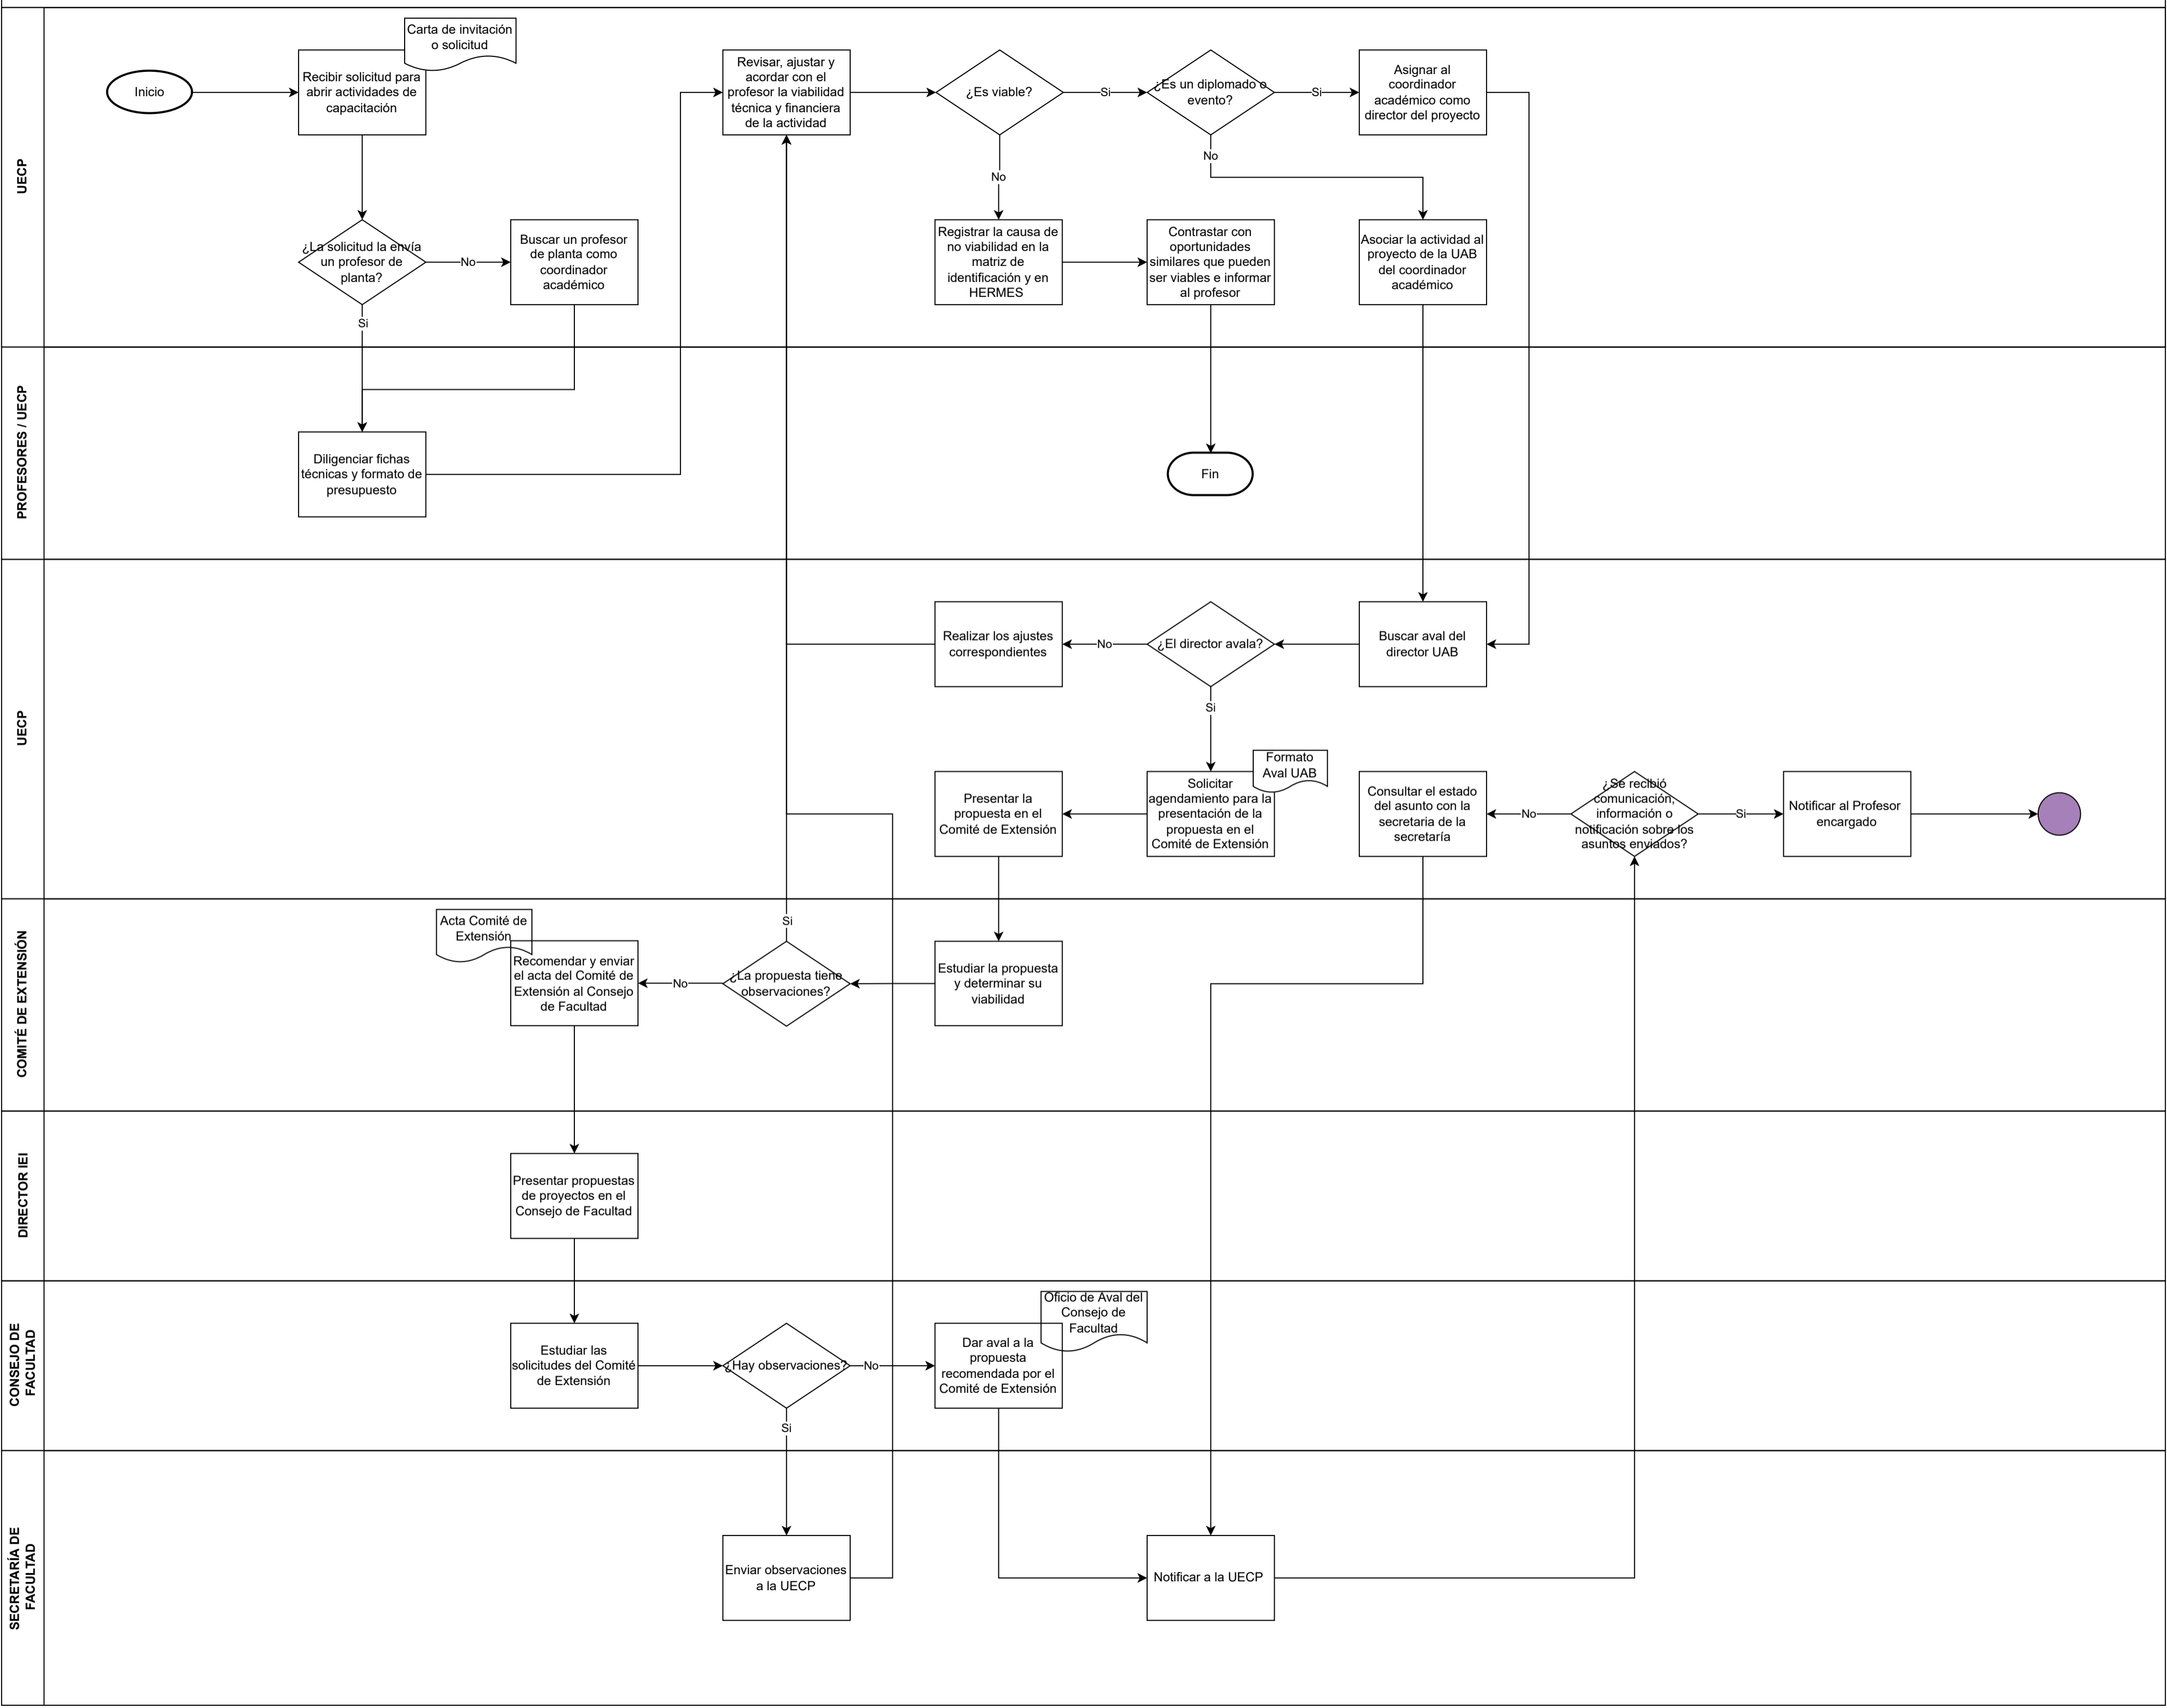 UECP
Inicio
Carta de invitación
o solicitud
Recibir solicitud para
abrir actividades de
capacitación
Revisar, ajustar y
acordar con el
profesor la viabilidad
técnica y financiera
de la actividad
¿Es viable?
Si
¿Es un diplomado o
evento?
Si
Asignar al
coordinador
académico como
director del proyecto
No
No
¿La solicitud la envía
un profesor de
planta?
No
Buscar un profesor
de planta como
coordinador
académico
Si
Registrar la causa de
no viabilidad en la
matriz de
identificación y en
HERMES
Contrastar con
oportunidades
similares que pueden
ser viables e informar
al profesor
Asociar la actividad al
proyecto de la UAB
del coordinador
académico
PROFESORES / UECP
Diligenciar fichas
técnicas y formato de
presupuesto
Fin
UECP
Realizar los ajustes
correspondientes
No
¿El director avala?
Buscar aval del
director UAB
Si
Presentar la
propuesta en el
Comité de Extensión
Formato
Aval UAB
Solicitar
agendamiento para la
presentación de la
propuesta en el
Comité de Extensión
Consultar el estado
del asunto con la
secretaria de la
secretaría
No
¿Se recibió
comunicación,
información o
notificación sobre los
asuntos enviados?
Si
Notificar al Profesor
encargado
COMITÉ DE EXTENSIÓN
Acta Comité de
Extensión
Recomendar y enviar
el acta del Comité de
Extensión al Consejo
de Facultad
No
Si
¿La propuesta tiene
observaciones?
Estudiar la propuesta
y determinar su
viabilidad
DIRECTOR IEI
Presentar propuestas
de proyectos en el
Consejo de Facultad
CONSEJO DE
FACULTAD
Estudiar las
solicitudes del Comité
de Extensión
¿Hay observaciones?
No
Oficio de Aval del
Consejo de
Facultad
Dar aval a la
propuesta
recomendada por el
Comité de Extensión
Si
SECRETARÍA DE
FACULTAD
Enviar observaciones
a la UECP
Notificar a la UECP